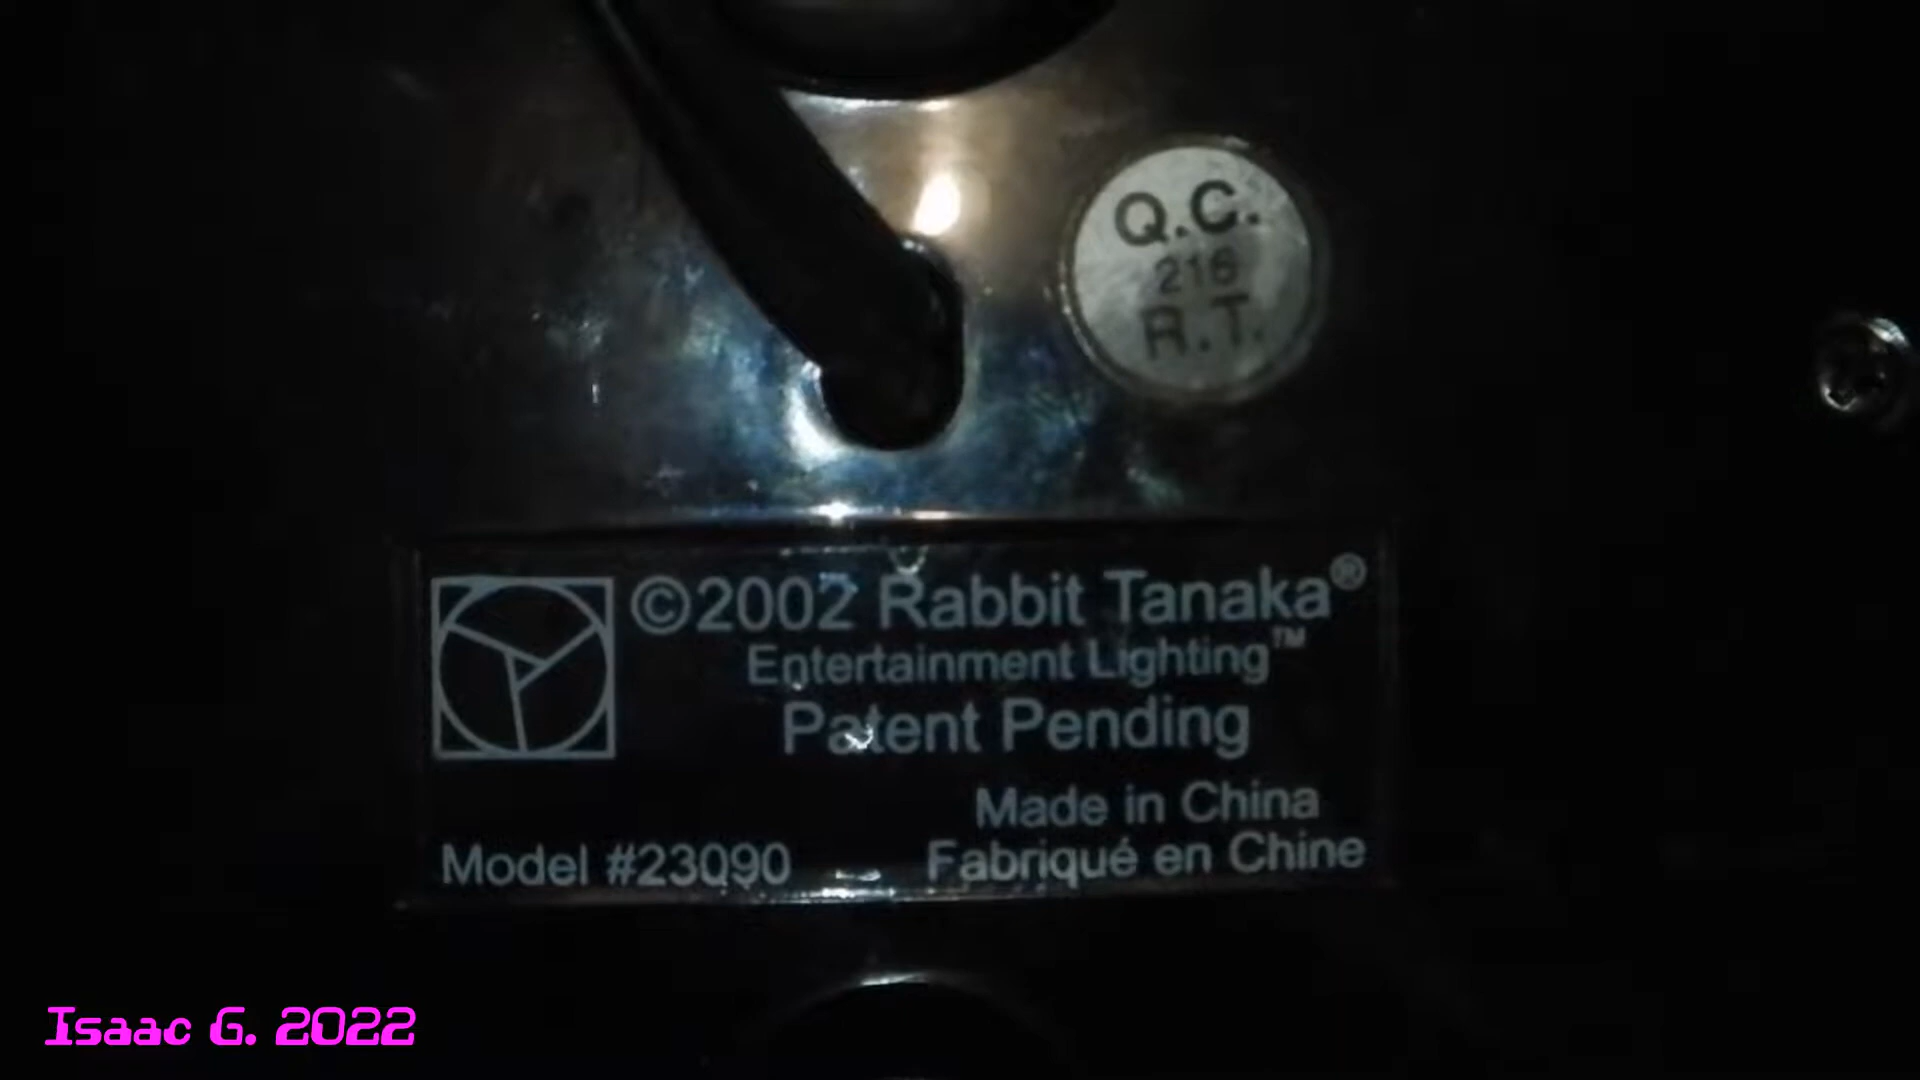 Q.C.
216
R.T.
©2002 Rabbit Tanaka®
Entertainment Lighting™
Patent Pending
Made in China
Model #23090
Fabriqué en Chine
Isaac G. 2022